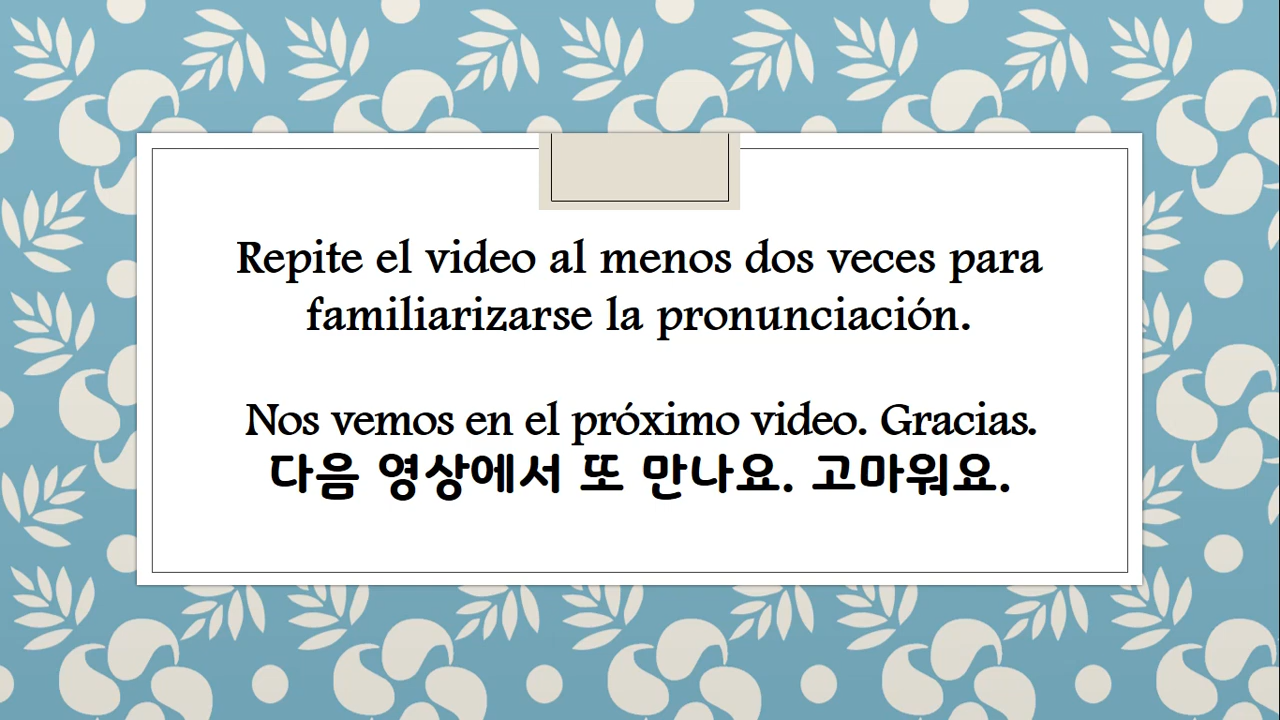 Repite el video al menos dos veces para
familiarizarse la pronunciación.
Nos vemos en el próximo video. Gracias.
다음 영상에서 또 만나요. 고마워요.